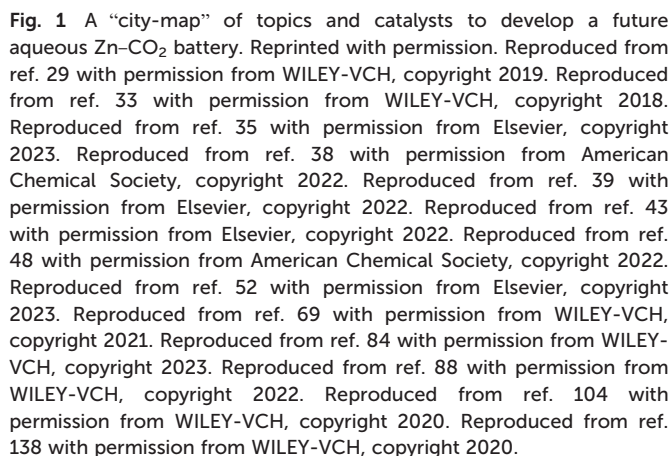 Fig. 1 A “city-map” of topics and catalysts to develop a future
aqueous Zn–CO2 battery. Reprinted with permission. Reproduced from
ref. 29 with permission from WILEY-VCH, copyright 2019. Reproduced
from ref. 33 with permission from WILEY-VCH, copyright 2018.
Reproduced from ref. 35 with permission from Elsevier, copyright
2023. Reproduced from ref. 38 with permission from American
Chemical Society, copyright 2022. Reproduced from ref. 39 with
permission from Elsevier, copyright 2022. Reproduced from ref. 43
with permission from Elsevier, copyright 2022. Reproduced from ref.
48 with permission from American Chemical Society, copyright 2022.
Reproduced from ref. 52 with permission from Elsevier, copyright
2023. Reproduced from ref. 69 with permission from WILEY-VCH,
copyright 2021. Reproduced from ref. 84 with permission from WILEY-
VCH, copyright 2023. Reproduced from ref. 88 with permission from
WILEY-VCH, copyright 2022. Reproduced from ref. 104 with
permission from WILEY-VCH, copyright 2020. Reproduced from ref.
138 with permission from WILEY-VCH, copyright 2020.